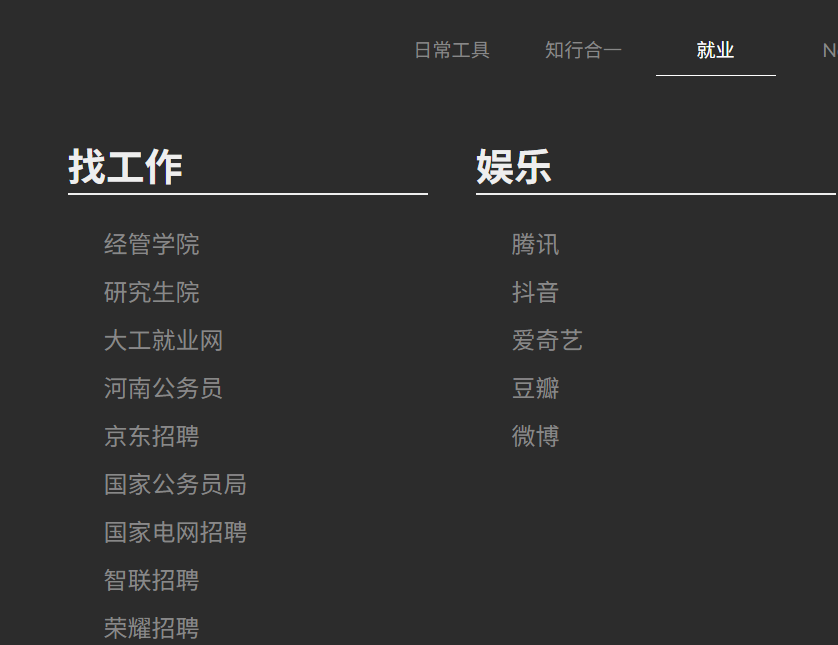 日常工具 知行合一 就业 N
找工作
经管学院
研究生院
大工就业网
河南公务员
京东招聘
国家公务员局
国家电网招聘
智联招聘
荣耀招聘
娱乐
腾讯
抖音
爱奇艺
豆瓣
微博